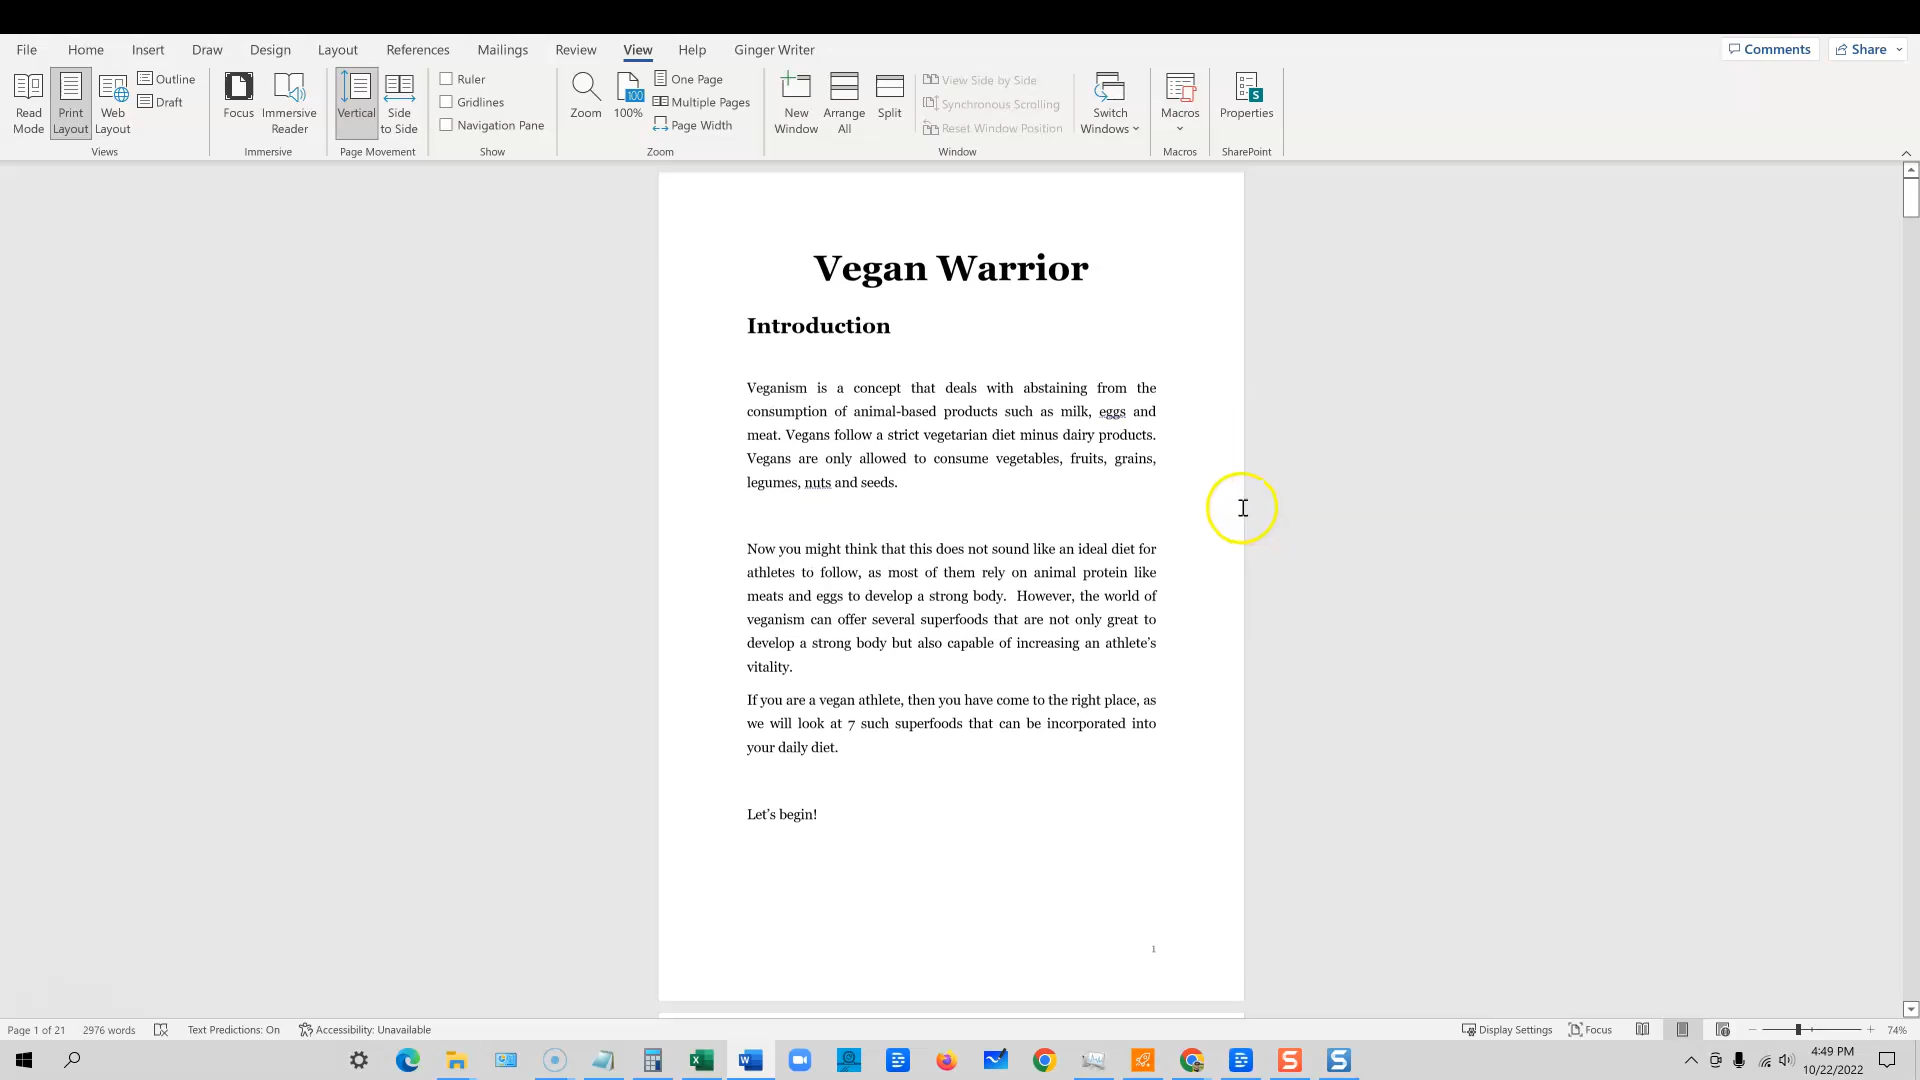 File Home Insert Draw Design Layout References Mailings Review View Help Ginger Writer Comments Share
Read Mode
Print Layout
Web Layout
Outline
Draft
Views
Focus
Immersive Reader
Immersive
Vertical
Side to Side
Page Movement
Ruler
Gridlines
Navigation Pane
Show
Zoom
100
100%
One Page
Multiple Pages
Page Width
Zoom
New Window
Arrange All
Split
View Side by Side
Synchronous Scrolling
Reset Window Position
Switch Windows
Window
Macros
Macros
Properties
SharePoint
Vegan Warrior
Introduction
Veganism is a concept that deals with abstaining from the
consumption of animal-based products such as milk, eggs and
meat. Vegans follow a strict vegetarian diet minus dairy products.
Vegans are only allowed to consume vegetables, fruits, grains,
legumes, nuts and seeds.
Now you might think that this does not sound like an ideal diet for
athletes to follow, as most of them rely on animal protein like
meats and eggs to develop a strong body. However, the world of
veganism can offer several superfoods that are not only great to
develop a strong body but also capable of increasing an athlete’s
vitality.
If you are a vegan athlete, then you have come to the right place, as
we will look at 7 such superfoods that can be incorporated into
your daily diet.
Let’s begin!
1
Page 1 of 21 2976 words Text Predictions: On Accessibility: Unavailable Display Settings Focus 74%
4:49 PM
10/22/2022